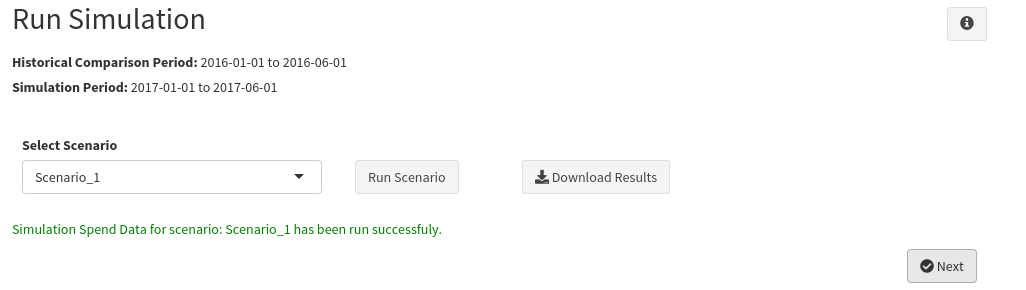 Run Simulation
Historical Comparison Period: 2016-01-01 to 2016-06-01
Simulation Period: 2017-01-01 to 2017-06-01
Select Scenario
Scenario_1
Run Scenario
Download Results
Simulation Spend Data for scenario: Scenario_1 has been run successfuly.
Next